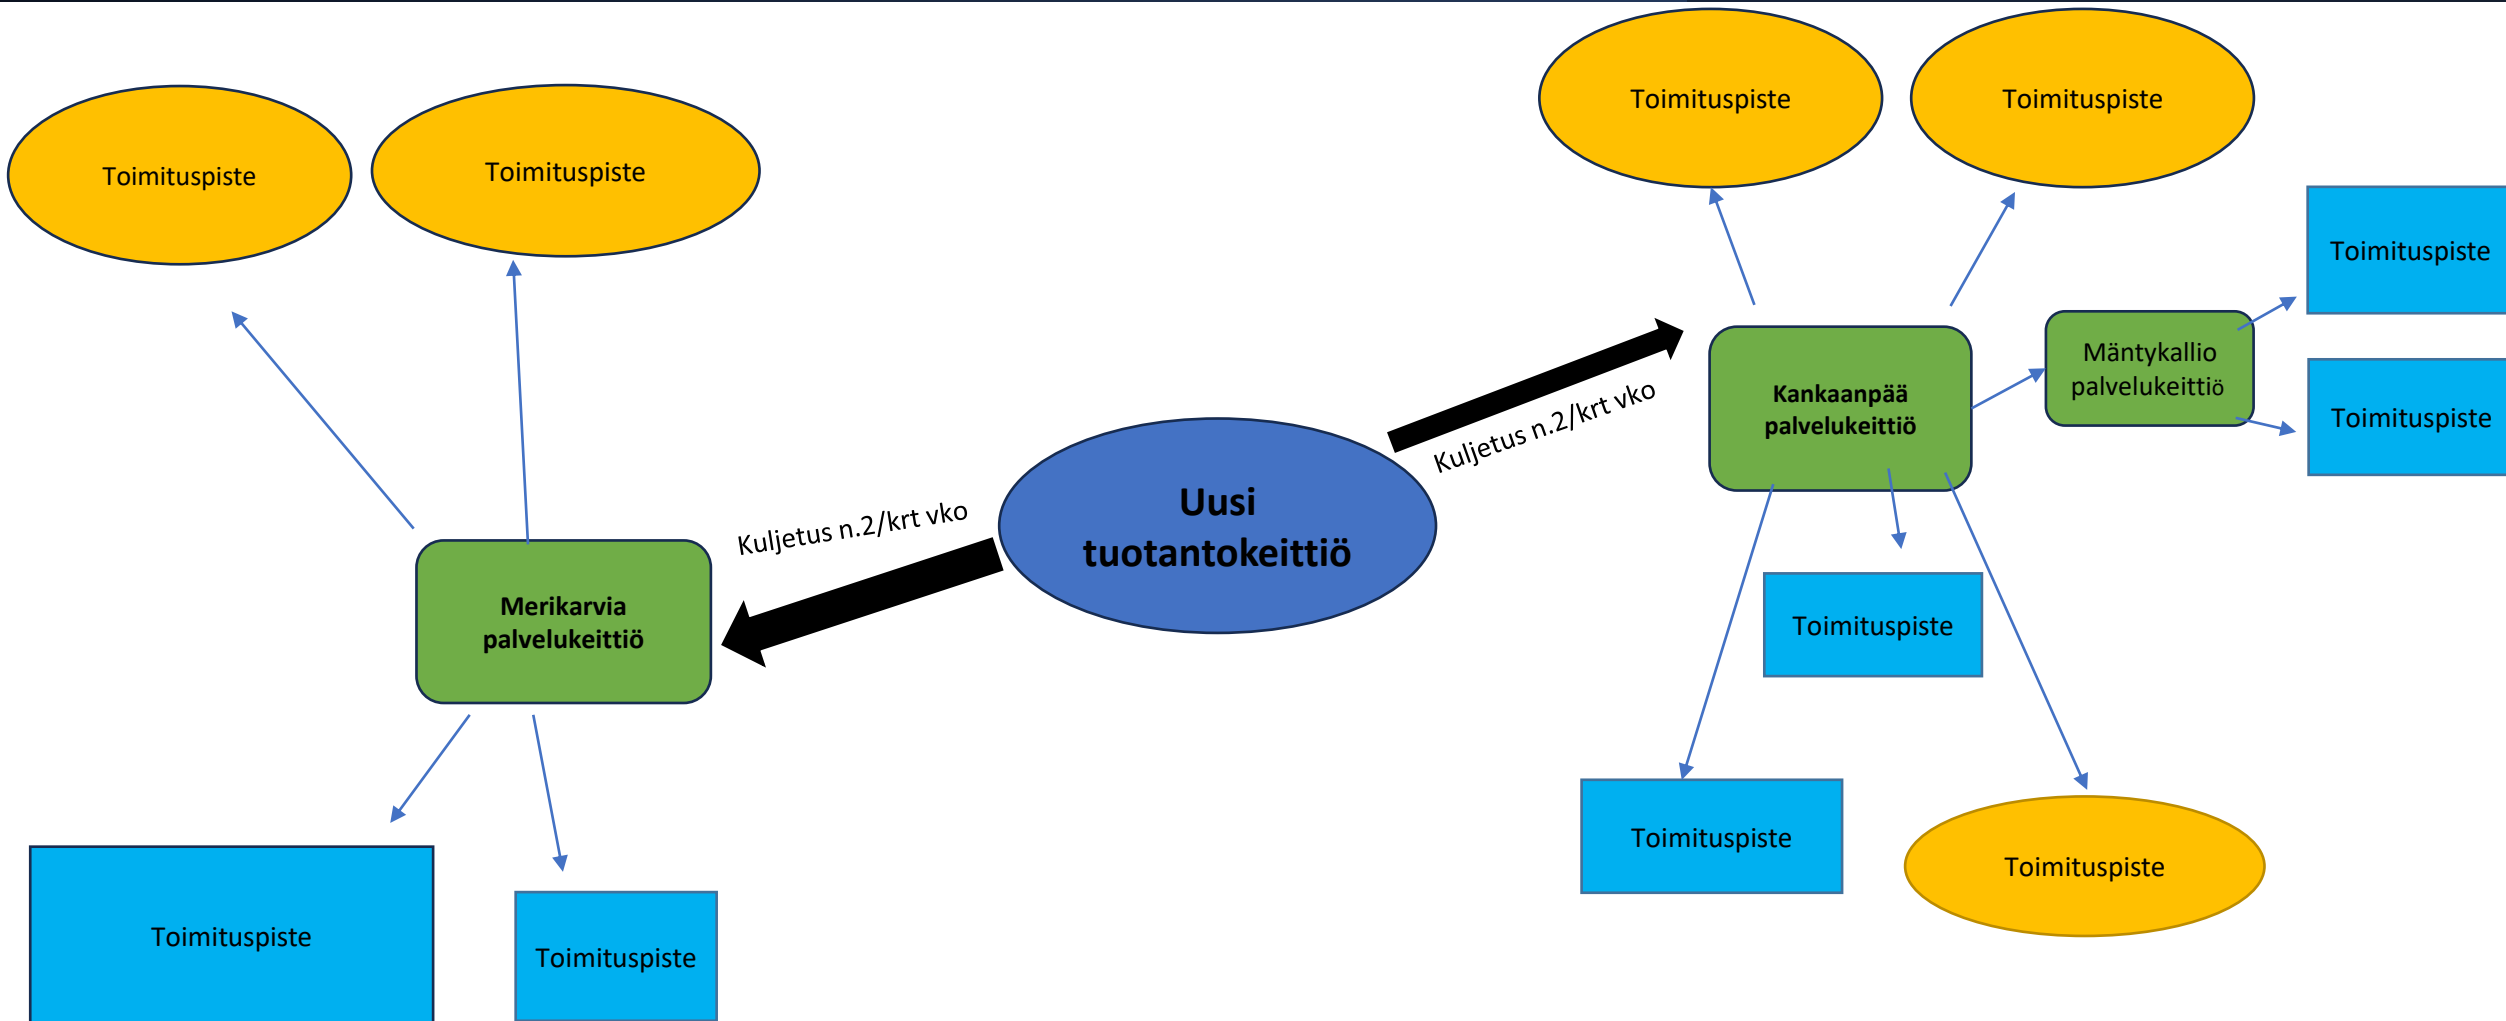 Toimituspiste
Toimituspiste
Toimituspiste
Toimituspiste
Toimituspiste
Mäntykallio
palvelukeittiö
Toimituspiste
Kankaanpää
palvelukeittiö
Kuljetus n.2/krt vko
Uusi
tuotantokeittiö
Kuljetus n.2/krt vko
Merikarvia
palvelukeittiö
Toimituspiste
Toimituspiste
Toimituspiste
Toimituspiste
Toimituspiste